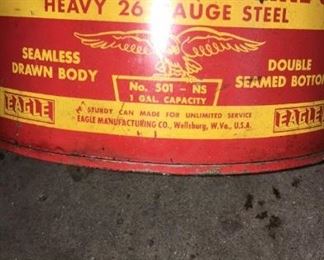 HEAVY 26 GAUGE STEEL
SEAMLESS
DRAWN BODY
DOUBLE
SEAMED BOTTOM
No. 501 - NS
1 GAL. CAPACITY
EAGLE
A STURDY CAN MADE FOR UNLIMITED SERVICE
EAGLE MANUFACTURING CO., Wellsburg, W. Va., U.S.A.
EAGLE